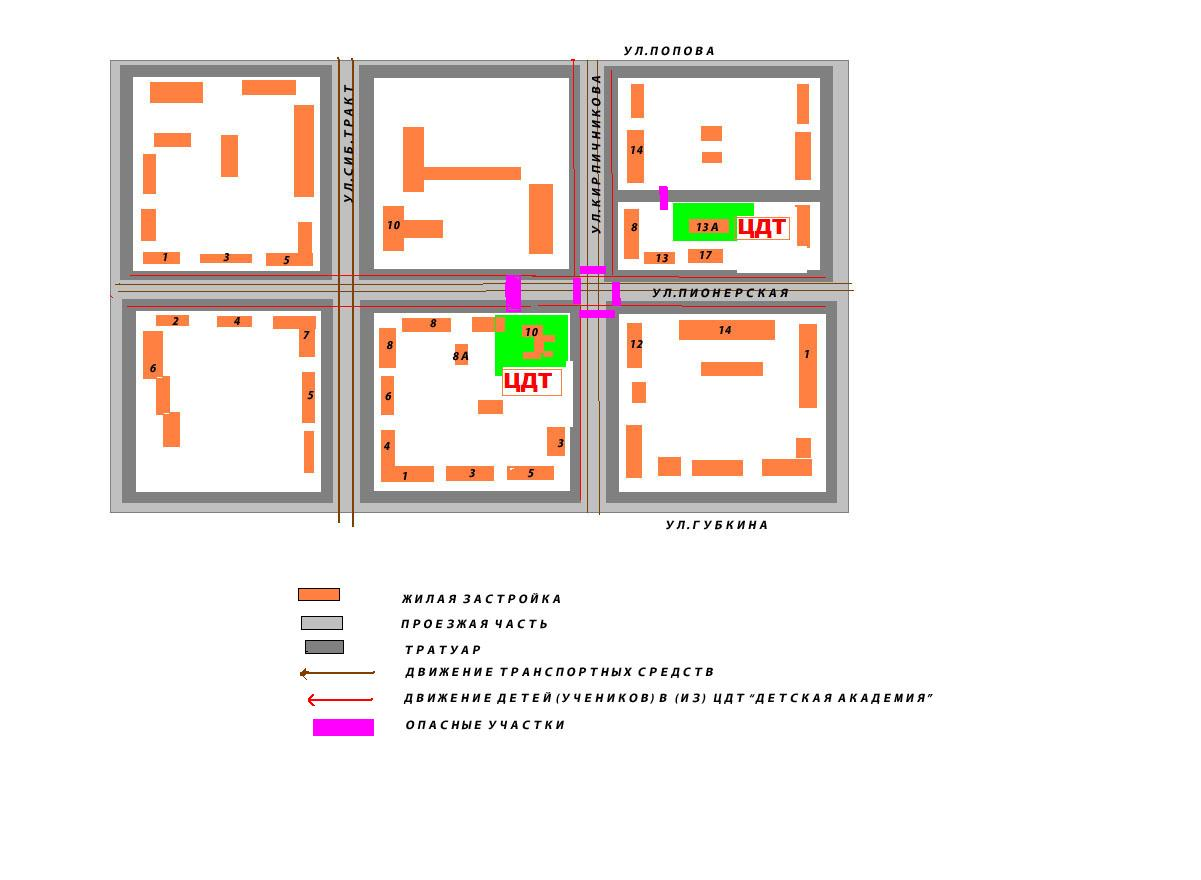 УЛ.ПОПОВА
УЛ.СИБ.ТРАКТ
УЛ.КИРПИЧНИКОВА
14
10
8
13 А
ЦДТ
13
17
1
3
5
УЛ.ПИОНЕРСКАЯ
2
4
7
6
5
8
8
8 А
10
ЦДТ
6
4
3
1
3
5
12
14
1
УЛ.ГУБКИНА
ЖИЛАЯ ЗАСТРОЙКА
ПРОЕЗЖАЯ ЧАСТЬ
ТРАТУАР
ДВИЖЕНИЕ ТРАНСПОРТНЫХ СРЕДСТВ
ДВИЖЕНИЕ ДЕТЕЙ (УЧЕНИКОВ) В (ИЗ) ЦДТ "ДЕТСКАЯ АКАДЕМИЯ"
ОПАСНЫЕ УЧАСТКИ